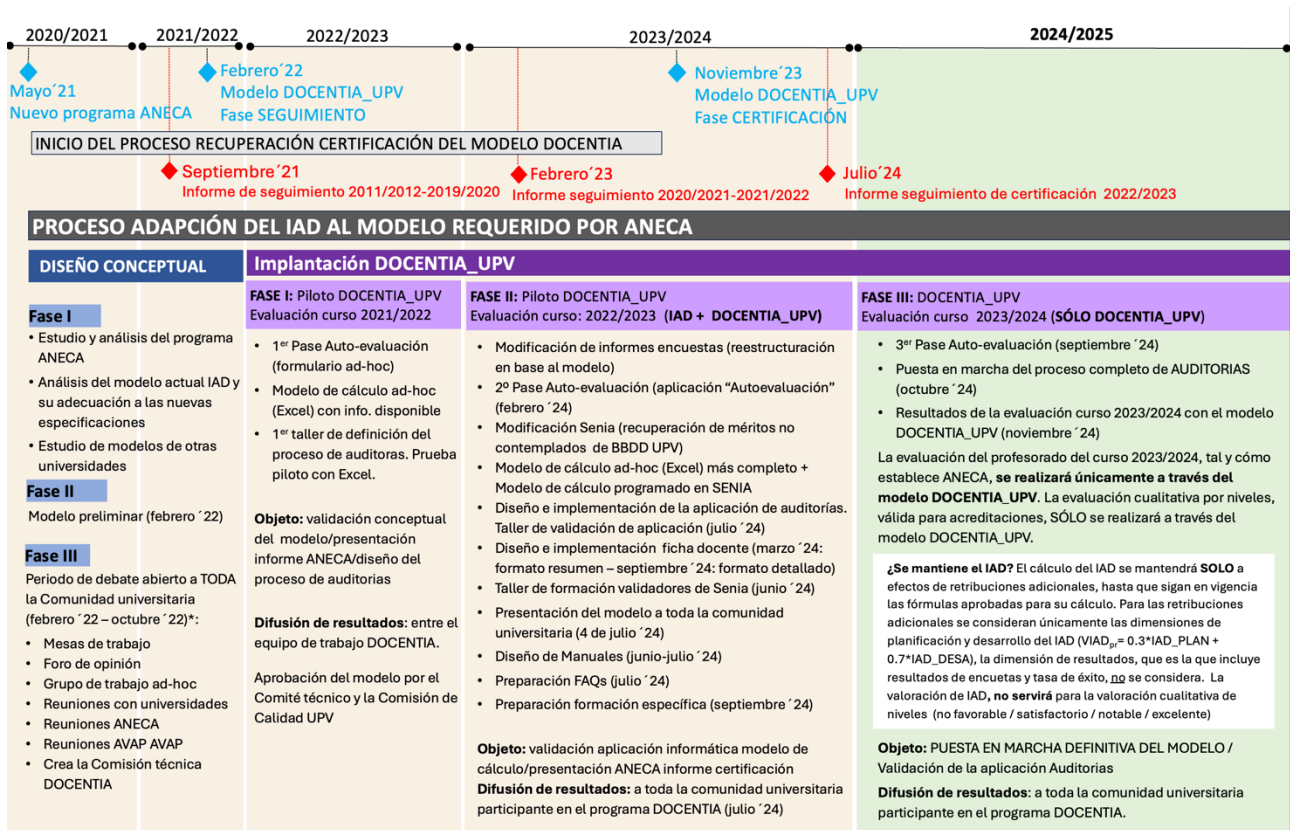 2020/2021
2021/2022
2022/2023
2023/2024
2024/2025
Mayo´21
Nuevo programa ANECA
Febrero´22
Modelo DOCENTIA_UPV
Fase SEGUIMIENTO
Noviembre´23
Modelo DOCENTIA_UPV
Fase CERTIFICACIÓN
INICIO DEL PROCESO RECUPERACIÓN CERTIFICACIÓN DEL MODELO DOCENTIA
Septiembre´21
Informe de seguimiento 2011/2012-2019/2020
Febrero´23
Informe seguimiento 2020/2021-2021/2022
Julio´24
Informe seguimiento de certificación 2022/2023
PROCESO ADAPCIÓN DEL IAD AL MODELO REQUERIDO POR ANECA
DISEÑO CONCEPTUAL
Fase I
• Estudio y análisis del programa
ANECA
• Análisis del modelo actual IAD y
su adecuación a las nuevas
especificaciones
• Estudio de modelos de otras
universidades
Fase II
Modelo preliminar (febrero ´22)
Fase III
Periodo de debate abierto a TODA
la Comunidad universitaria
(febrero ´22 – octubre ´22)*:
• Mesas de trabajo
• Foro de opinión
• Grupo de trabajo ad-hoc
• Reuniones con universidades
• Reuniones ANECA
• Reuniones AVAP AVAP
• Crea la Comisión técnica
DOCENTIA
Implantación DOCENTIA_UPV
FASE I: Piloto DOCENTIA_UPV
Evaluación curso 2021/2022
• 1er Pase Auto-evaluación
(formulario ad-hoc)
• Modelo de cálculo ad-hoc
(Excel) con info. disponible
• 1er taller de definición del
proceso de auditoras. Prueba
piloto con Excel.
Objeto: validación conceptual
del modelo/presentación
informe ANECA/diseño del
proceso de auditorias
Difusión de resultados: entre el
equipo de trabajo DOCENTIA.
Aprobación del modelo por el
Comité técnico y la Comisión de
Calidad UPV
FASE II: Piloto DOCENTIA_UPV
Evaluación curso: 2022/2023 (IAD + DOCENTIA_UPV)
• Modificación de informes encuestas (reestructuración
en base al modelo)
• 2º Pase Auto-evaluación (aplicación “Autoevaluación”
(febrero ´24)
• Modificación Senia (recuperación de méritos no
contemplados de BBDD UPV)
• Modelo de cálculo ad-hoc (Excel) más completo +
Modelo de cálculo programado en SENIA
• Diseño e implementación de la aplicación de auditorías.
Taller de validación de aplicación (julio ´24)
• Diseño e implementación ficha docente (marzo ´24:
formato resumen – septiembre ´24: formato detallado)
• Taller de formación validadores de Senia (junio ´24)
• Presentación del modelo a toda la comunidad
universitaria (4 de julio ´24)
• Diseño de Manuales (junio-julio ´24)
• Preparación FAQs (julio ´24)
• Preparación formación específica (septiembre ´24)
Objeto: validación aplicación informática modelo de
cálculo/presentación ANECA informe certificación
Difusión de resultados: a toda la comunidad universitaria
participante en el programa DOCENTIA (julio ´24)
FASE III: DOCENTIA_UPV
Evaluación curso 2023/2024 (SÓLO DOCENTIA_UPV)
• 3er Pase Auto-evaluación (septiembre ´24)
• Puesta en marcha del proceso completo de AUDITORIAS
(octubre ´24)
• Resultados de la evaluación curso 2023/2024 con el modelo
DOCENTIA_UPV (noviembre ´24)
La evaluación del profesorado del curso 2023/2024, tal y cómo
establece ANECA, se realizará únicamente a través del
modelo DOCENTIA_UPV. La evaluación cualitativa por niveles,
válida para acreditaciones, SÓLO se realizará a través del
modelo DOCENTIA_UPV.
¿Se mantiene el IAD? El cálculo del IAD se mantendrá SOLO a
efectos de retribuciones adicionales, hasta que sigan en vigencia
las fórmulas aprobadas para su cálculo. Para las retribuciones
adicionales se consideran únicamente las dimensiones de
planificación y desarrollo del IAD (VIADpr= 0.3*IAD_PLAN +
0.7*IAD_DESA), la dimensión de resultados, que es la que incluye
resultados de encuetas y tasa de éxito, no se considera. La
valoración de IAD, no servirá para la valoración cualitativa de
niveles (no favorable / satisfactorio / notable / excelente)
Objeto: PUESTA EN MARCHA DEFINITIVA DEL MODELO /
Validación de la aplicación Auditorias
Difusión de resultados: a toda la comunidad universitaria
participante en el programa DOCENTIA.